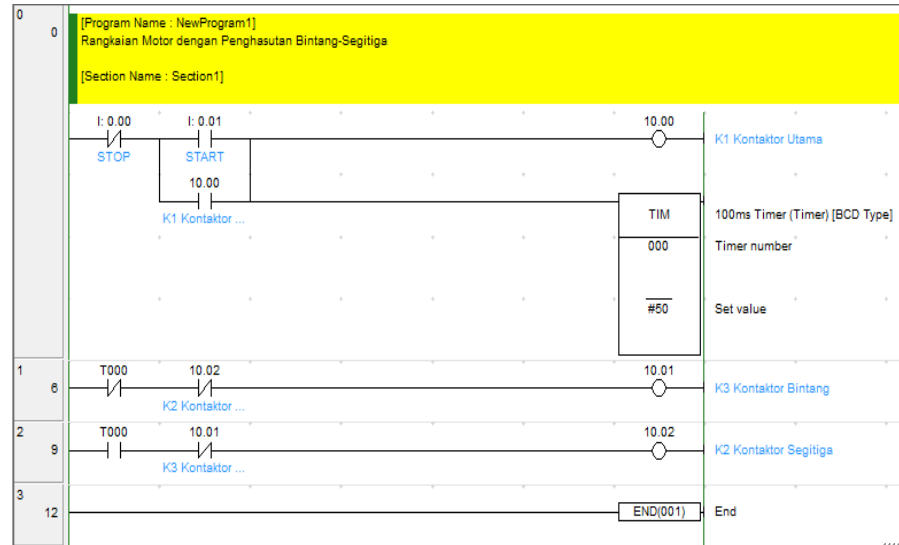 0
0
[Program Name : NewProgram1]
Rangkaian Motor dengan Penghasutan Bintang-Segitiga
[Section Name : Section1]
I: 0.00 I: 0.01 10.00
STOP START K1 Kontaktor Utama
10.00
K1 Kontaktor ...
TIM 100ms Timer (Timer) [BCD Type]
000 Timer number
#50 Set value
1
6
T000 10.02 10.01
K2 Kontaktor ... K3 Kontaktor Bintang
2
9
T000 10.01 10.02
K3 Kontaktor ... K2 Kontaktor Segitiga
3
12
END(001) End